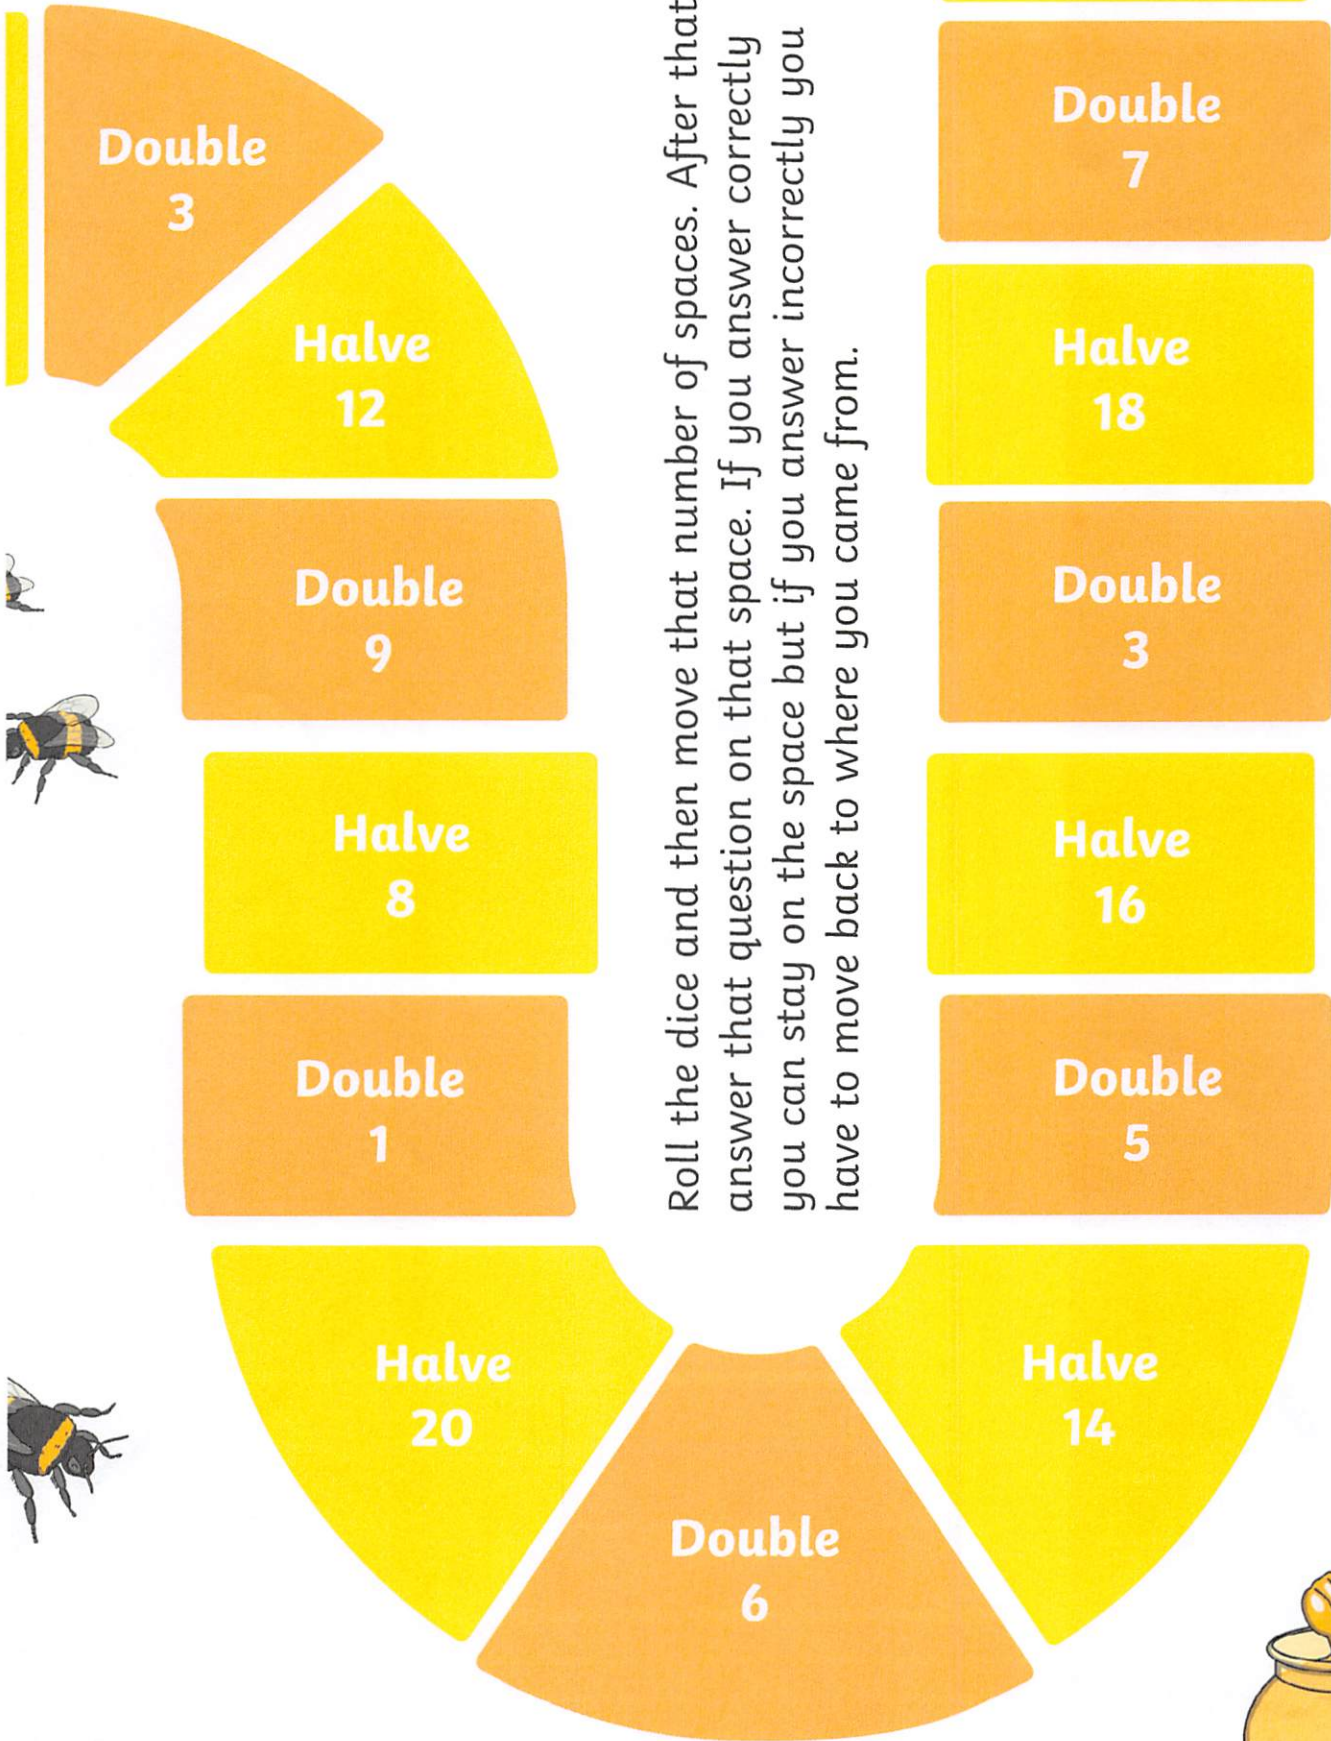 Double
3
Halve
12
Double
9
Halve
8
Double
1
Halve
20
Double
6
Halve
14
Double
5
Halve
16
Double
3
Halve
18
Double
7
Roll the dice and then move that number of spaces. After that
answer that question on that space. If you answer correctly
you can stay on the space but if you answer incorrectly you
have to move back to where you came from.